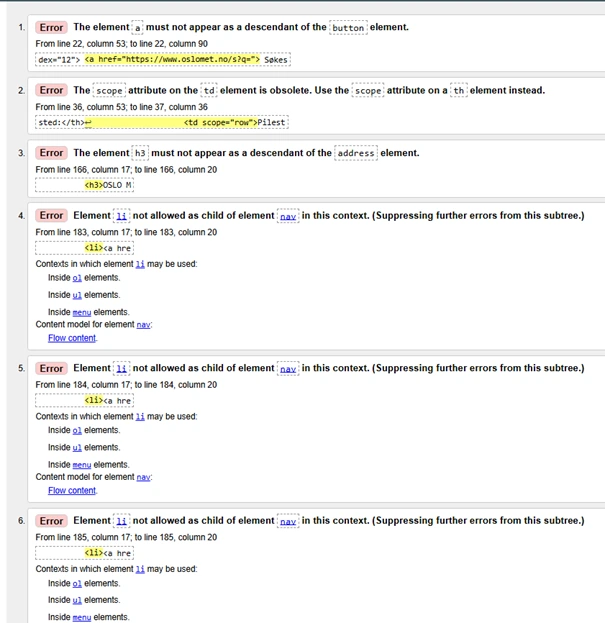 1. Error The element a must not appear as a descendant of the button element.
From line 22, column 53; to line 22, column 90
dex="12"> <a href="https://www.oslomet.no/s?q="> Søkes
2. Error The scope attribute on the td element is obsolete. Use the scope attribute on a th element instead.
From line 36, column 53; to line 37, column 36
sted:</th>↩ <td scope="row">Pilest
3. Error The element h3 must not appear as a descendant of the address element.
From line 166, column 17; to line 166, column 20
<h3>OSLO M
4. Error Element li not allowed as child of element nav in this context. (Suppressing further errors from this subtree.)
From line 183, column 17; to line 183, column 20
<li><a hre
Contexts in which element li may be used:
Inside ol elements.
Inside ul elements.
Inside menu elements.
Content model for element nav:
Flow content.
5. Error Element li not allowed as child of element nav in this context. (Suppressing further errors from this subtree.)
From line 184, column 17; to line 184, column 20
<li><a hre
Contexts in which element li may be used:
Inside ol elements.
Inside ul elements.
Inside menu elements.
Content model for element nav:
Flow content.
6. Error Element li not allowed as child of element nav in this context. (Suppressing further errors from this subtree.)
From line 185, column 17; to line 185, column 20
<li><a hre
Contexts in which element li may be used:
Inside ol elements.
Inside ul elements.
Inside menu elements.